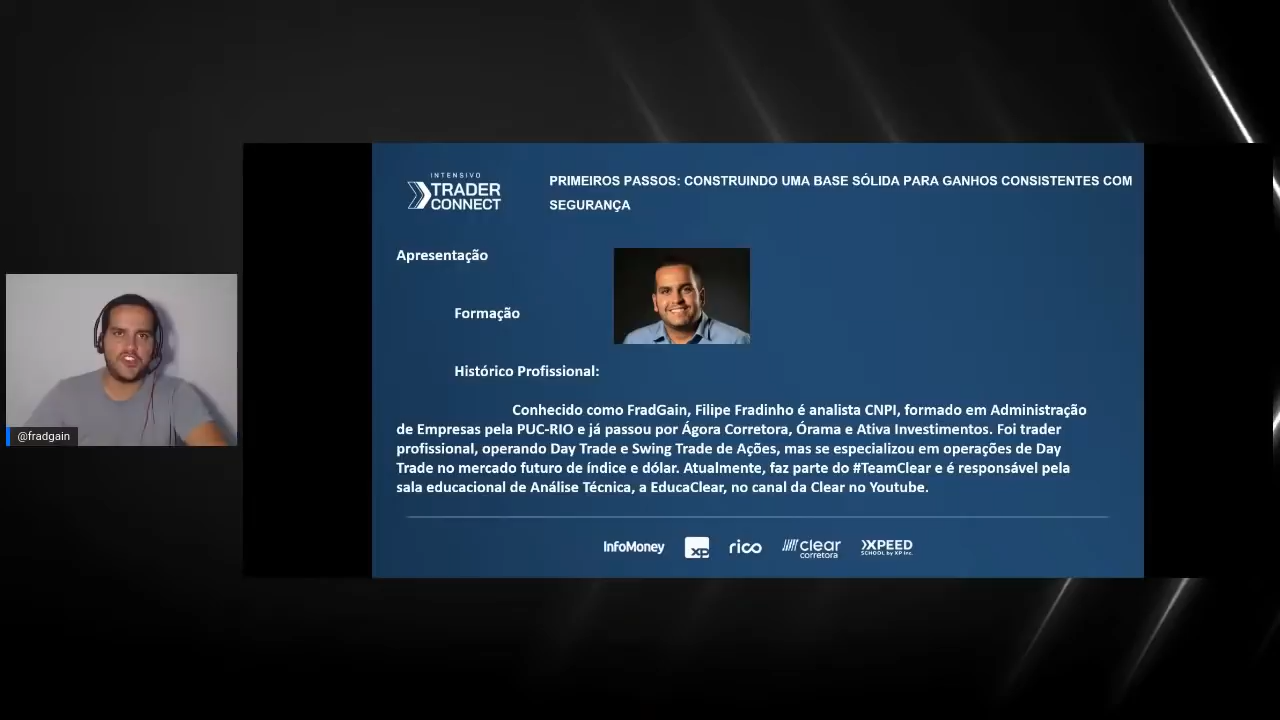 INTENSIVO
TRADER
CONNECT
PRIMEIROS PASSOS: CONSTRUINDO UMA BASE SÓLIDA PARA GANHOS CONSISTENTES COM
SEGURANÇA
Apresentação
Formação
Histórico Profissional:
Conhecido como FradGain, Filipe Fradinho é analista CNPI, formado em Administração
de Empresas pela PUC-RIO e já passou por Ágora Corretora, Órama e Ativa Investimentos. Foi trader
profissional, operando Day Trade e Swing Trade de Ações, mas se especializou em operações de Day
Trade no mercado futuro de índice e dólar. Atualmente, faz parte do #TeamClear e é responsável pela
sala educacional de Análise Técnica, a EducaClear, no canal da Clear no Youtube.
@fradgain
InfoMoney xp rico clear corretora XPEED SCHOOL by XP Inc.